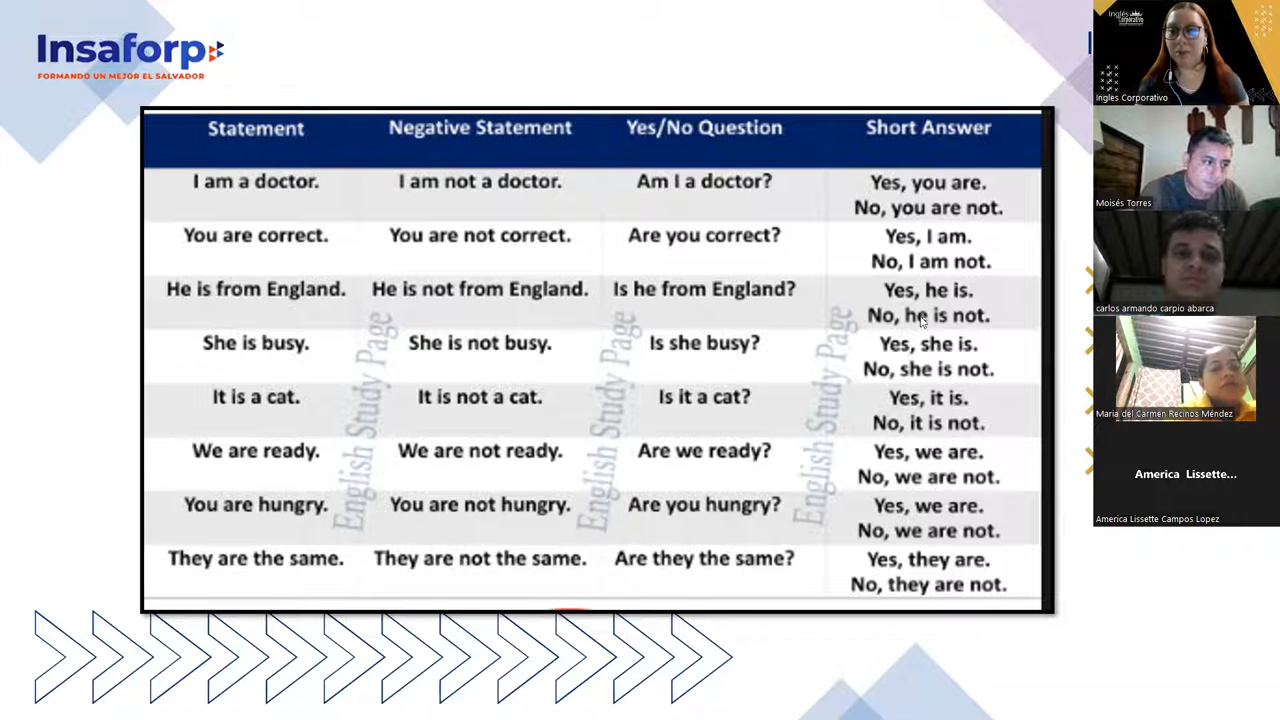 Insaforp
FORMANDO UN MEJOR EL SALVADOR
Statement Negative Statement Yes/No Question Short Answer
I am a doctor. I am not a doctor. Am I a doctor? Yes, you are.
No, you are not.
You are correct. You are not correct. Are you correct? Yes, I am.
No, I am not.
He is from England. He is not from England. Is he from England? Yes, he is.
No, he is not.
She is busy. She is not busy. Is she busy? Yes, she is.
No, she is not.
It is a cat. It is not a cat. Is it a cat? Yes, it is.
No, it is not.
We are ready. We are not ready. Are we ready? Yes, we are.
No, we are not.
You are hungry. You are not hungry. Are you hungry? Yes, we are.
No, we are not.
They are the same. They are not the same. Are they the same? Yes, they are.
No, they are not.
English Study Page
English Study Page
English Study Page
Inglés
Corporativo
Ingles Corporativo
Moisés Torres
carlos armando carpio abarca
Maria del Carmen Recinos Méndez
America Lissette...
America Lissette Campos Lopez